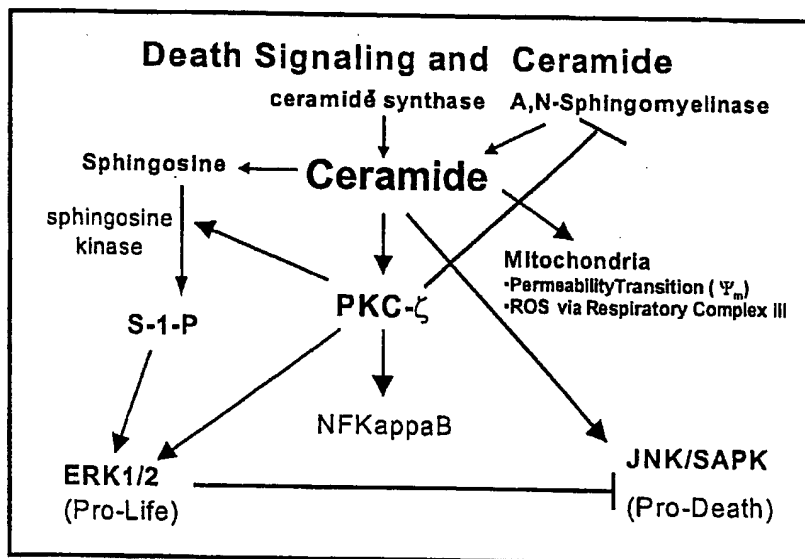 Death Signaling and Ceramide
ceramide synthase A,N-Sphingomyelinase
Sphingosine
Ceramide
sphingosine
kinase
Mitochondria
•PermeabilityTransition ( Ψm)
•ROS via Respiratory Complex III
S-1-P
PKC-ζ
NFKappaB
ERK1/2
(Pro-Life)
JNK/SAPK
(Pro-Death)